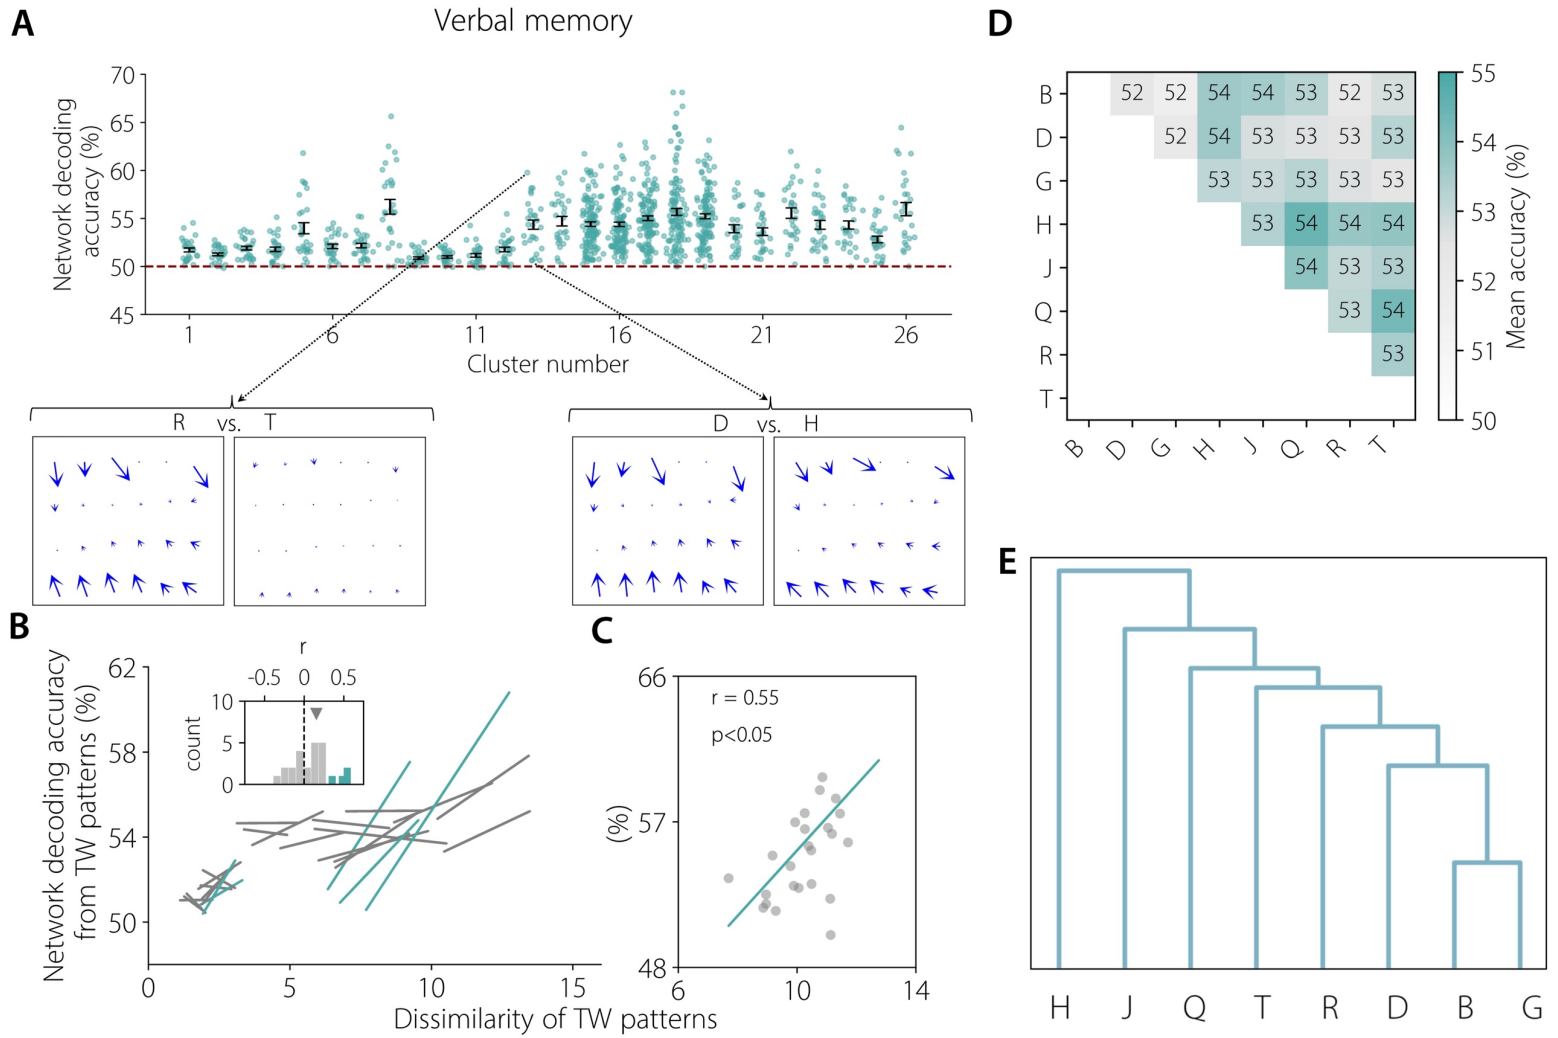 A
Verbal memory
Network decoding
accuracy (%)
70
65
60
55
50
45
1
6
11
16
21
26
Cluster number
R vs. T
D vs. H
B
Network decoding accuracy
from TW patterns (%)
62
58
54
50
r
-0.5 0 0.5
count
10
5
0
0
5
10
15
Dissimilarity of TW patterns
C
(%)
66
57
48
r = 0.55
p<0.05
6
10
14
D
B 52 52 54 54 53 52 53
D 52 54 53 53 53 53
G 53 53 53 53 53
H 53 54 54 54
J 54 53 53
Q 53 54
R 53
T
B D G H J Q R T
55
54
53
52
51
50
Mean accuracy (%)
E
H J Q T R D B G